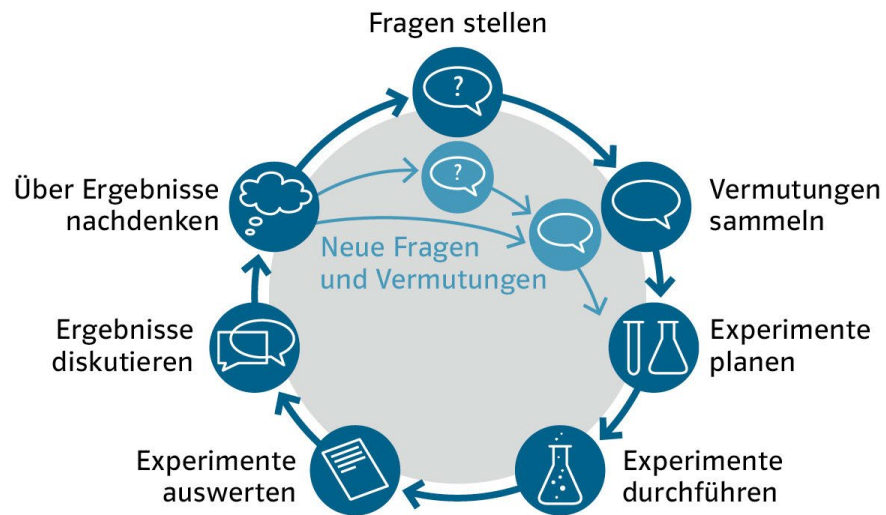 Fragen stellen
?
Vermutungen
sammeln
Experimente
planen
Experimente
durchführen
Experimente
auswerten
Ergebnisse
diskutieren
Über Ergebnisse
nachdenken
?
Neue Fragen
und Vermutungen